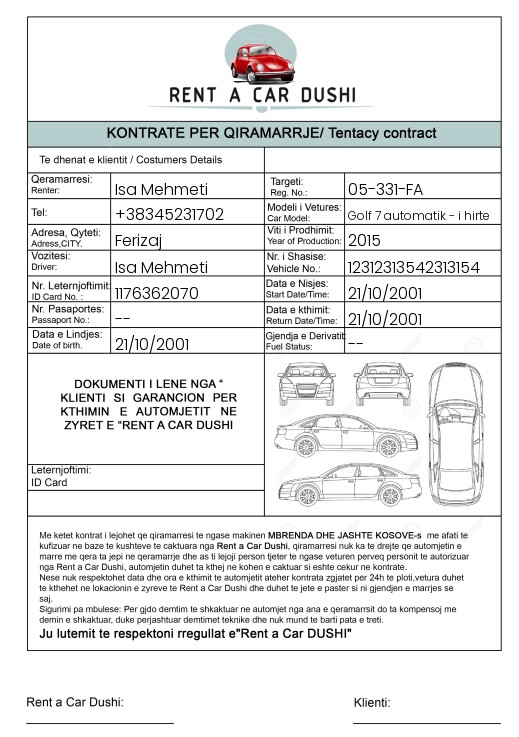 RENT A CAR DUSHI
KONTRATE PER QIRAMARRJE/ Tentacy contract
Te dhenat e klientit / Costumers Details
Qeramarresi:
Renter:
Isa Mehmeti
Targeti:
Reg. No.:
05-331-FA
Tel:
+38345231702
Modeli i Vetures:
Car Model:
Golf 7 automatik - i hirte
Adresa, Qyteti:
Adress,CITY.
Ferizaj
Viti i Prodhimit:
Year of Production:
2015
Vozitesi:
Driver:
Isa Mehmeti
Nr. i Shasise:
Vehicle No.:
12312313542313154
Nr. Leternjoftimit:
ID Card No. :
1176362070
Data e Nisjes:
Start Date/Time:
21/10/2001
Nr. Pasaportes:
Passaport No.:
--
Data e kthimit:
Return Date/Time:
21/10/2001
Data e Lindjes:
Date of birth.
21/10/2001
Gjendja e Derivatit:
Fuel Status:
--
DOKUMENTI I LENE NGA “
KLIENTI SI GARANCION PER
KTHIMIN E AUTOMJETIT NE
ZYRET E "RENT A CAR DUSHI
Leternjoftimi:
ID Card
Me ketet kontrat i lejohet qe qiramarresi te ngase makinen MBRENDA DHE JASHTE KOSOVE-s me afati te
kufizuar ne baze te kushteve te caktuara nga Rent a Car Dushi, qiramarresi nuk ka te drejte qe automjetin e
marre me qera ta jepi ne qeramarrje dhe as ti lejoi person tjeter te ngase veturen perveq personit te autorizuar
nga Rent a Car Dushi, automjetin duhet ta kthej ne kohen e caktuar si eshte cekur ne kontrate.
Nese nuk respektohet data dhe ora e kthimit te automjetit ateher kontrata zgjatet per 24h te ploti,vetura duhet
te kthehet ne lokacionin e zyreve te Rent a Car Dushi dhe duhet te jete e paster si ni gjendjen e marrjes se
saj.
Sigurimi pa mbulese: Per gjdo demtim te shkaktuar ne automjet nga ana e qeramarrsit do ta kompensoj me
demin e shkaktuar, duke perjashtuar demtimet teknike dhe nuk mund te barti pata e treti.
Ju lutemit te respektoni rregullat e"Rent a Car DUSHI"
Rent a Car Dushi:
Klienti: